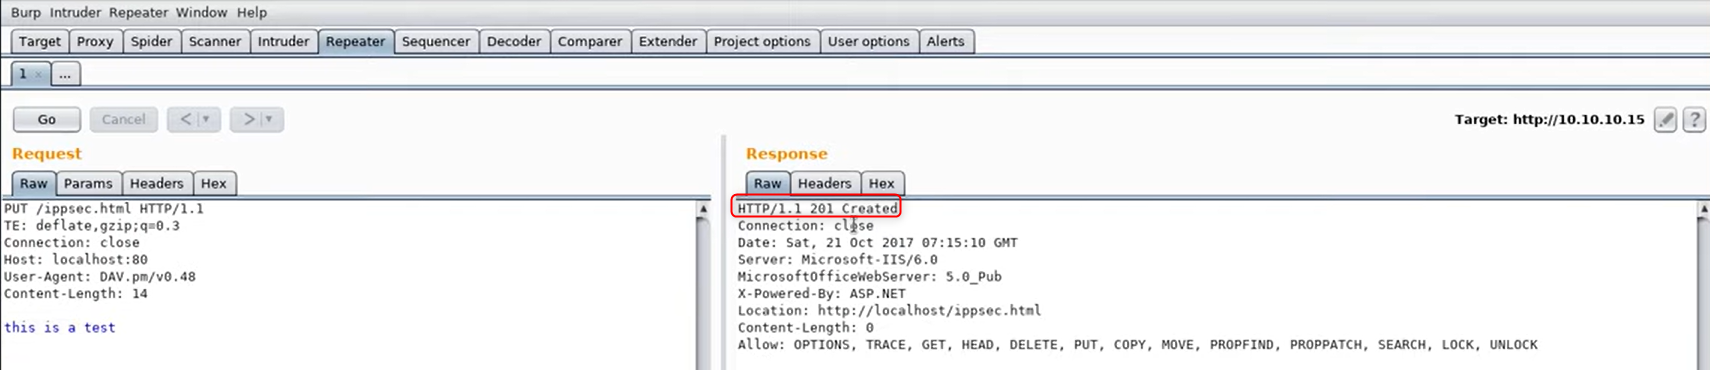 Burp Intruder Repeater Window Help
Target Proxy Spider Scanner Intruder Repeater Sequencer Decoder Comparer Extender Project options User options Alerts
1 × ...
Go Cancel < ▼ > ▼ Target: http://10.10.10.15 ?
Request
Raw Params Headers Hex
PUT /ippsec.html HTTP/1.1
TE: deflate,gzip;q=0.3
Connection: close
Host: localhost:80
User-Agent: DAV.pm/v0.48
Content-Length: 14
this is a test
Response
Raw Headers Hex
HTTP/1.1 201 Created
Connection: close
Date: Sat, 21 Oct 2017 07:15:10 GMT
Server: Microsoft-IIS/6.0
MicrosoftOfficeWebServer: 5.0_Pub
X-Powered-By: ASP.NET
Location: http://localhost/ippsec.html
Content-Length: 0
Allow: OPTIONS, TRACE, GET, HEAD, DELETE, PUT, COPY, MOVE, PROPFIND, PROPPATCH, SEARCH, LOCK, UNLOCK